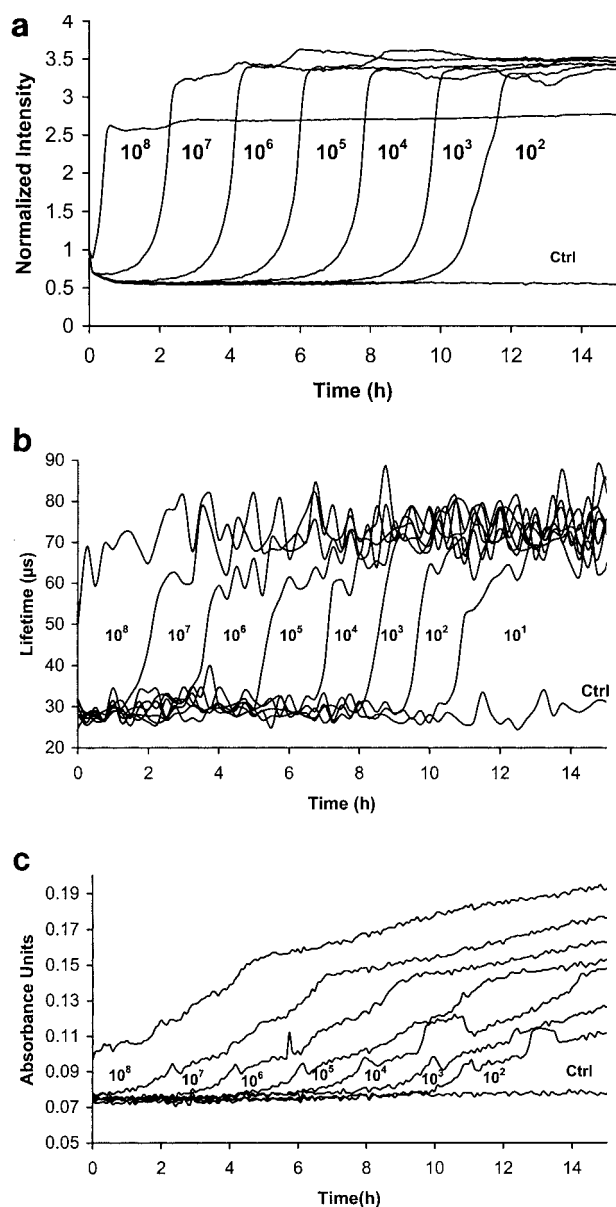 a
4
3.5
3
2.5
2
1.5
1
0.5
0
Normalized Intensity
10⁸ 10⁷ 10⁶ 10⁵ 10⁴ 10³ 10²
Ctrl
0 2 4 6 8 10 12 14
Time (h)
b
90
80
70
60
50
40
30
20
Lifetime (µs)
10⁸ 10⁷ 10⁶ 10⁵ 10⁴ 10³ 10² 10¹
Ctrl
0 2 4 6 8 10 12 14
Time (h)
c
0.19
0.17
0.15
0.13
0.11
0.09
0.07
0.05
Absorbance Units
10⁸ 10⁷ 10⁶ 10⁵ 10⁴ 10³ 10² Ctrl
0 2 4 6 8 10 12 14
Time(h)